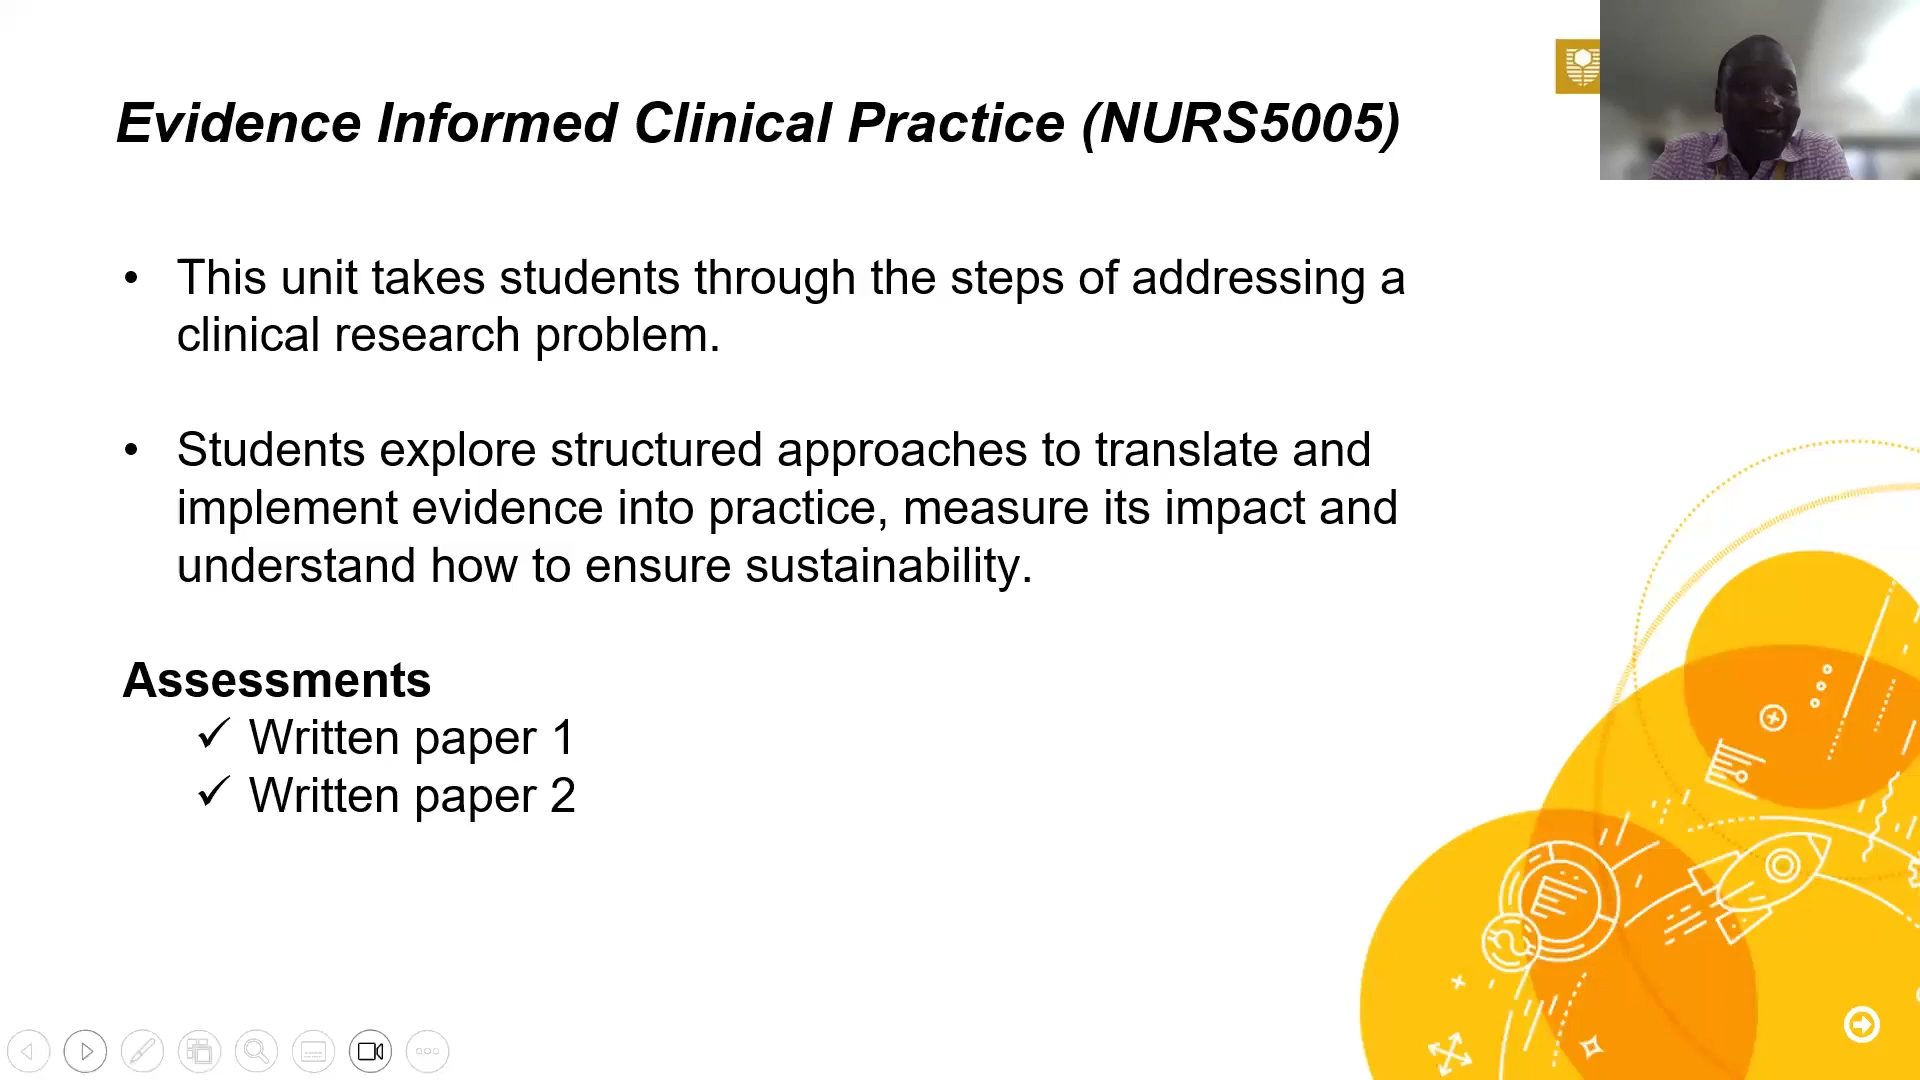 Evidence Informed Clinical Practice (NURS5005)
• This unit takes students through the steps of addressing a
clinical research problem.
• Students explore structured approaches to translate and
implement evidence into practice, measure its impact and
understand how to ensure sustainability.
Assessments
✓ Written paper 1
✓ Written paper 2